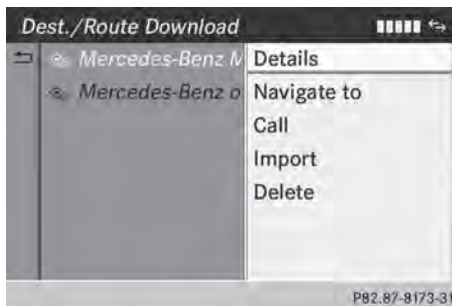 Dest./Route Download
Mercedes-Benz M
Details
Mercedes-Benz o
Navigate to
Call
Import
Delete
P82.87-8173-31